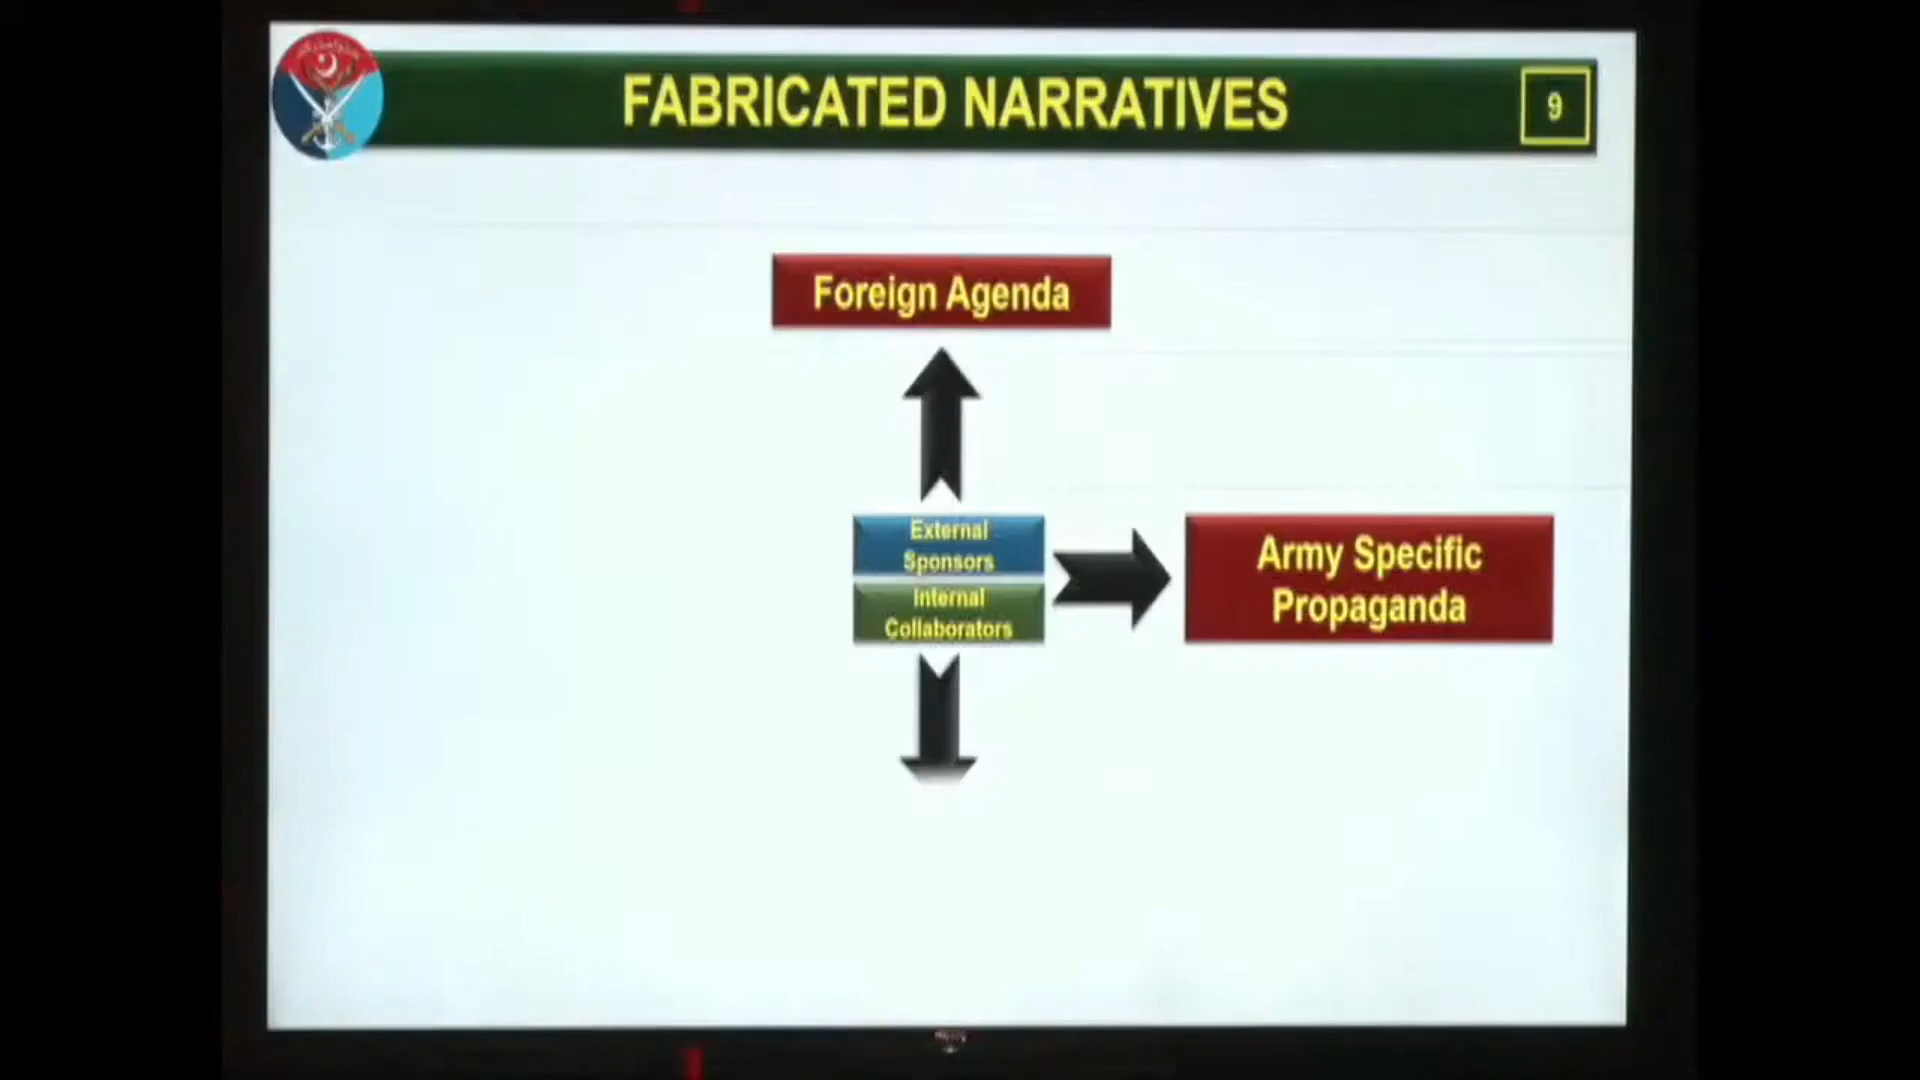 FABRICATED NARRATIVES
9
Foreign Agenda
External
Sponsors
Internal
Collaborators
Army Specific
Propaganda